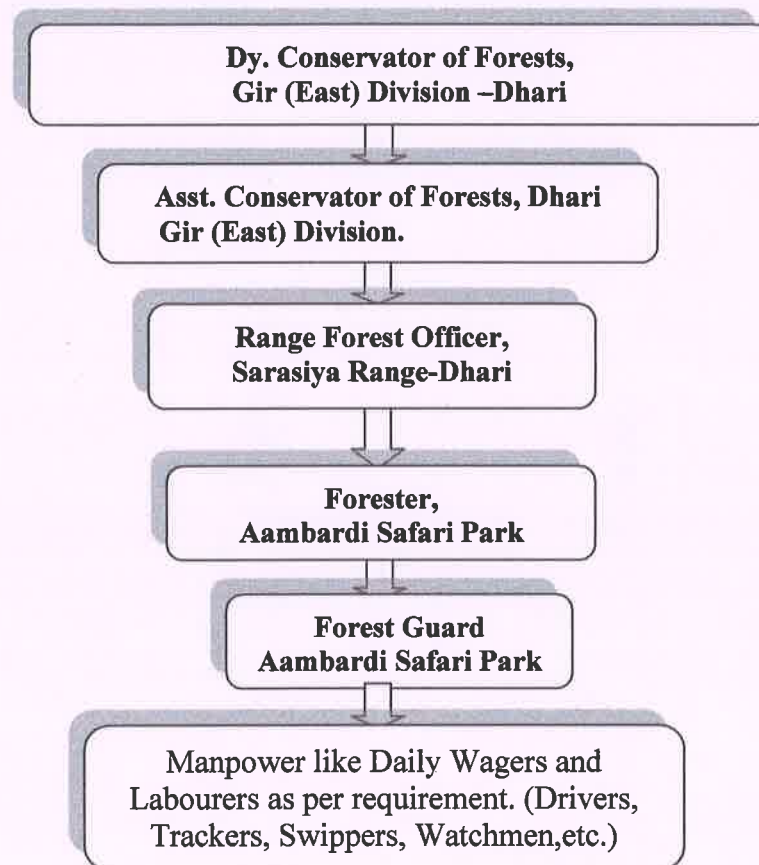 Dy. Conservator of Forests,
Gir (East) Division –Dhari
Asst. Conservator of Forests, Dhari
Gir (East) Division.
Range Forest Officer,
Sarasiya Range-Dhari
Forester,
Aambardi Safari Park
Forest Guard
Aambardi Safari Park
Manpower like Daily Wagers and
Labourers as per requirement. (Drivers,
Trackers, Swippers, Watchmen,etc.)